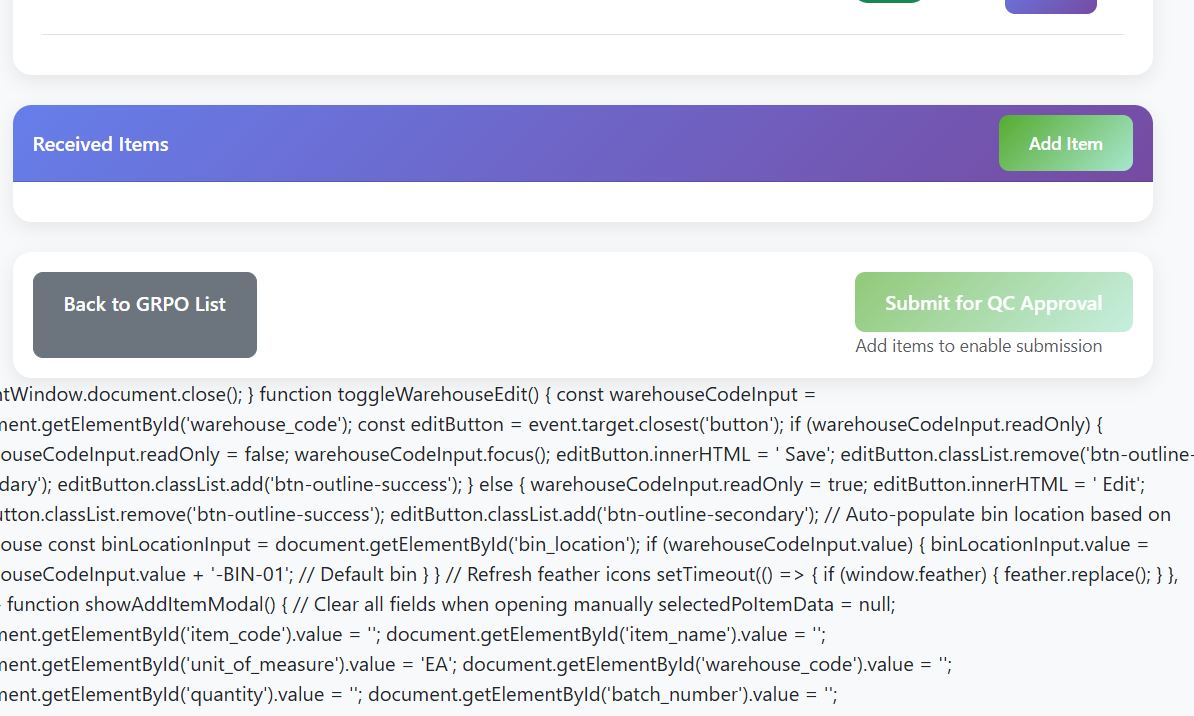 Received Items
Add Item
Back to GRPO List
Submit for QC Approval
Add items to enable submission
ntWindow.document.close(); } function toggleWarehouseEdit() { const warehouseCodeInput =
ment.getElementById('warehouse_code'); const editButton = event.target.closest('button'); if (warehouseCodeInput.readOnly) {
ouseCodeInput.readOnly = false; warehouseCodeInput.focus(); editButton.innerHTML = ' Save'; editButton.classList.remove('btn-outline-
dary'); editButton.classList.add('btn-outline-success'); } else { warehouseCodeInput.readOnly = true; editButton.innerHTML = ' Edit';
utton.classList.remove('btn-outline-success'); editButton.classList.add('btn-outline-secondary'); // Auto-populate bin location based on
ouse const binLocationInput = document.getElementById('bin_location'); if (warehouseCodeInput.value) { binLocationInput.value =
ouseCodeInput.value + '-BIN-01'; // Default bin } } // Refresh feather icons setTimeout(() => { if (window.feather) { feather.replace(); } },
function showAddItemModal() { // Clear all fields when opening manually selectedPoItemData = null;
ment.getElementById('item_code').value = ''; document.getElementById('item_name').value = '';
ment.getElementById('unit_of_measure').value = 'EA'; document.getElementById('warehouse_code').value = '';
ment.getElementById('quantity').value = ''; document.getElementById('batch_number').value = '';